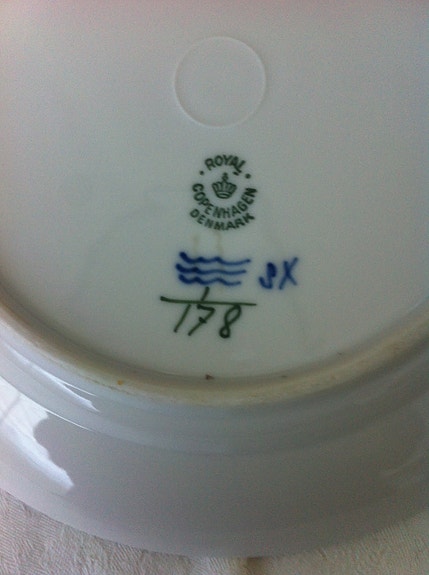 ROYAL
COPENHAGEN
DENMARK
SX
1
178